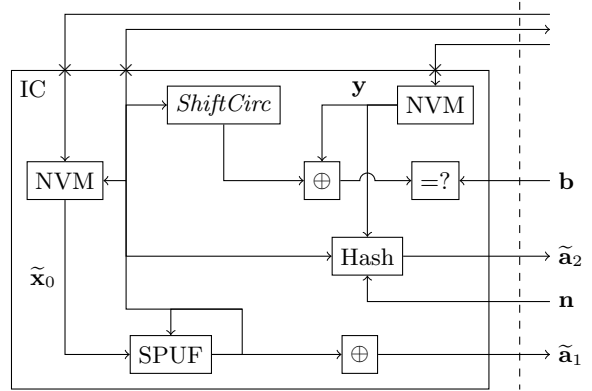 IC
ShiftCirc
y
NVM
NVM
⊕
=?
b
Hash
ã₂
x̃₀
n
SPUF
⊕
ã₁